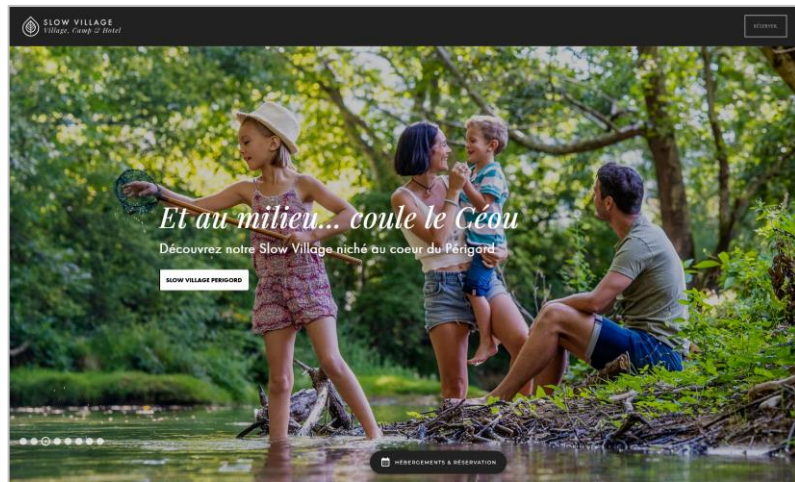 SLOW VILLAGE
Village, Camp & Hotel
RÉSERVER
Et au milieu... coule le Céou
Découvrez notre Slow Village niché au coeur du Périgord
SLOW VILLAGE PERIGORD
HÉBERGEMENTS & RÉSERVATION